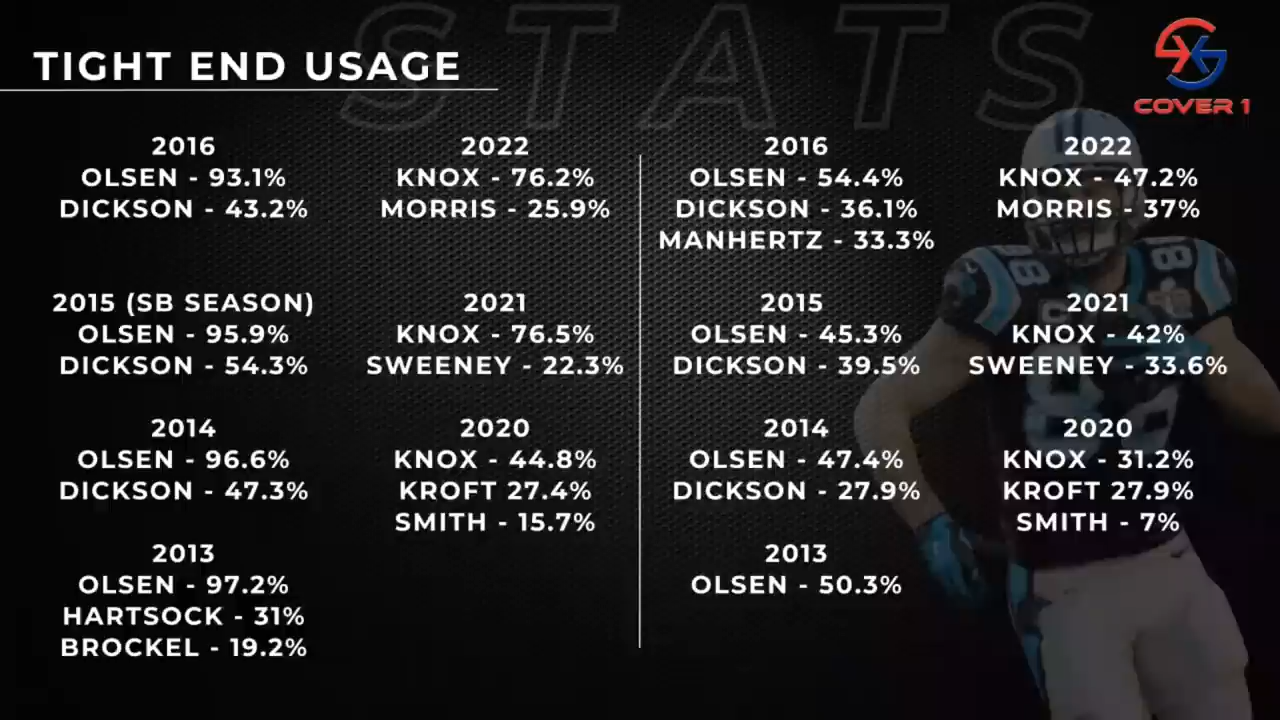 STATS
TIGHT END USAGE
COVER 1
2016
OLSEN - 93.1%
DICKSON - 43.2%
2015 (SB SEASON)
OLSEN - 95.9%
DICKSON - 54.3%
2014
OLSEN - 96.6%
DICKSON - 47.3%
2013
OLSEN - 97.2%
HARTSOCK - 31%
BROCKEL - 19.2%
2022
KNOX - 76.2%
MORRIS - 25.9%
2021
KNOX - 76.5%
SWEENEY - 22.3%
2020
KNOX - 44.8%
KROFT 27.4%
SMITH - 15.7%
2016
OLSEN - 54.4%
DICKSON - 36.1%
MANHERTZ - 33.3%
2015
OLSEN - 45.3%
DICKSON - 39.5%
2014
OLSEN - 47.4%
DICKSON - 27.9%
2013
OLSEN - 50.3%
2022
KNOX - 47.2%
MORRIS - 37%
2021
KNOX - 42%
SWEENEY - 33.6%
2020
KNOX - 31.2%
KROFT 27.9%
SMITH - 7%
88
88